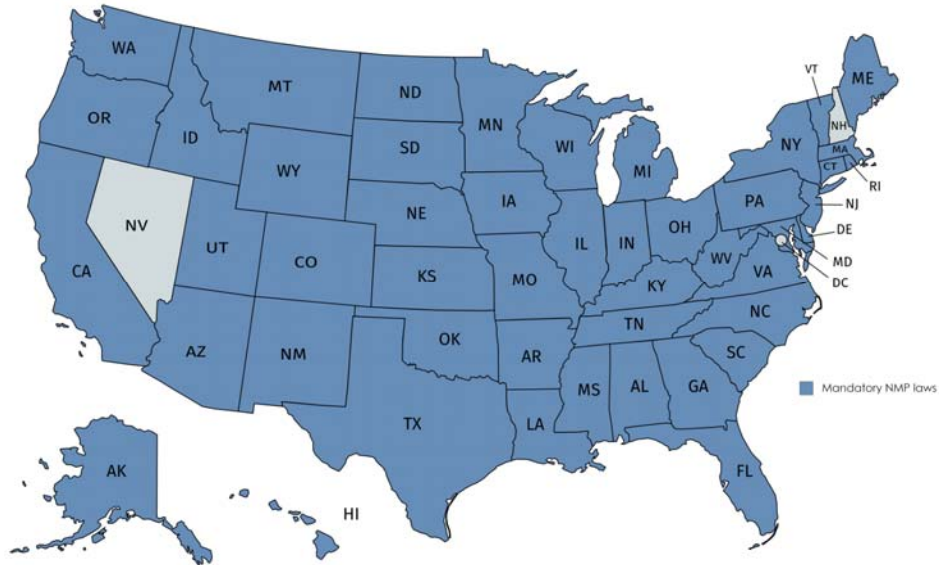 WA
MT
ND
MN
VT
ME
OR
ID
SD
WI
NY
NH
MA
CT
RI
WY
MI
IA
PA
NJ
NE
OH
DE
NV
UT
IL
IN
MD
CA
CO
WV
DC
KS
MO
KY
VA
NC
TN
OK
AZ
NM
AR
SC
MS
AL
GA
Mandatory NMP laws
TX
LA
AK
FL
HI